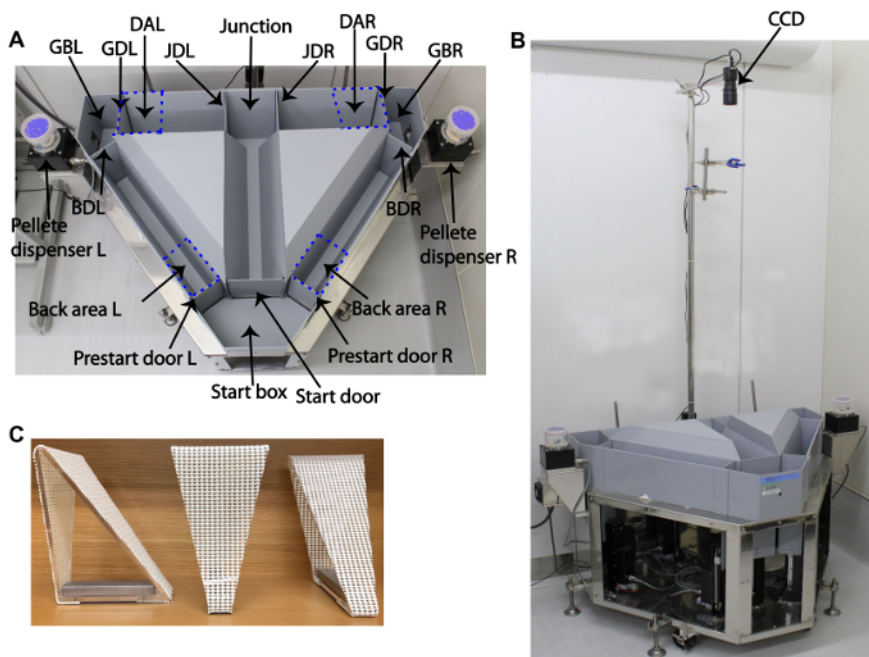 A
DAL
Junction
DAR
GBL
GDL
JDL
JDR
GDR
GBR
BDL
BDR
Pellete
dispenser L
Pellete
dispenser R
Back area L
Back area R
Prestart door L
Prestart door R
Start box
Start door
B
CCD
C